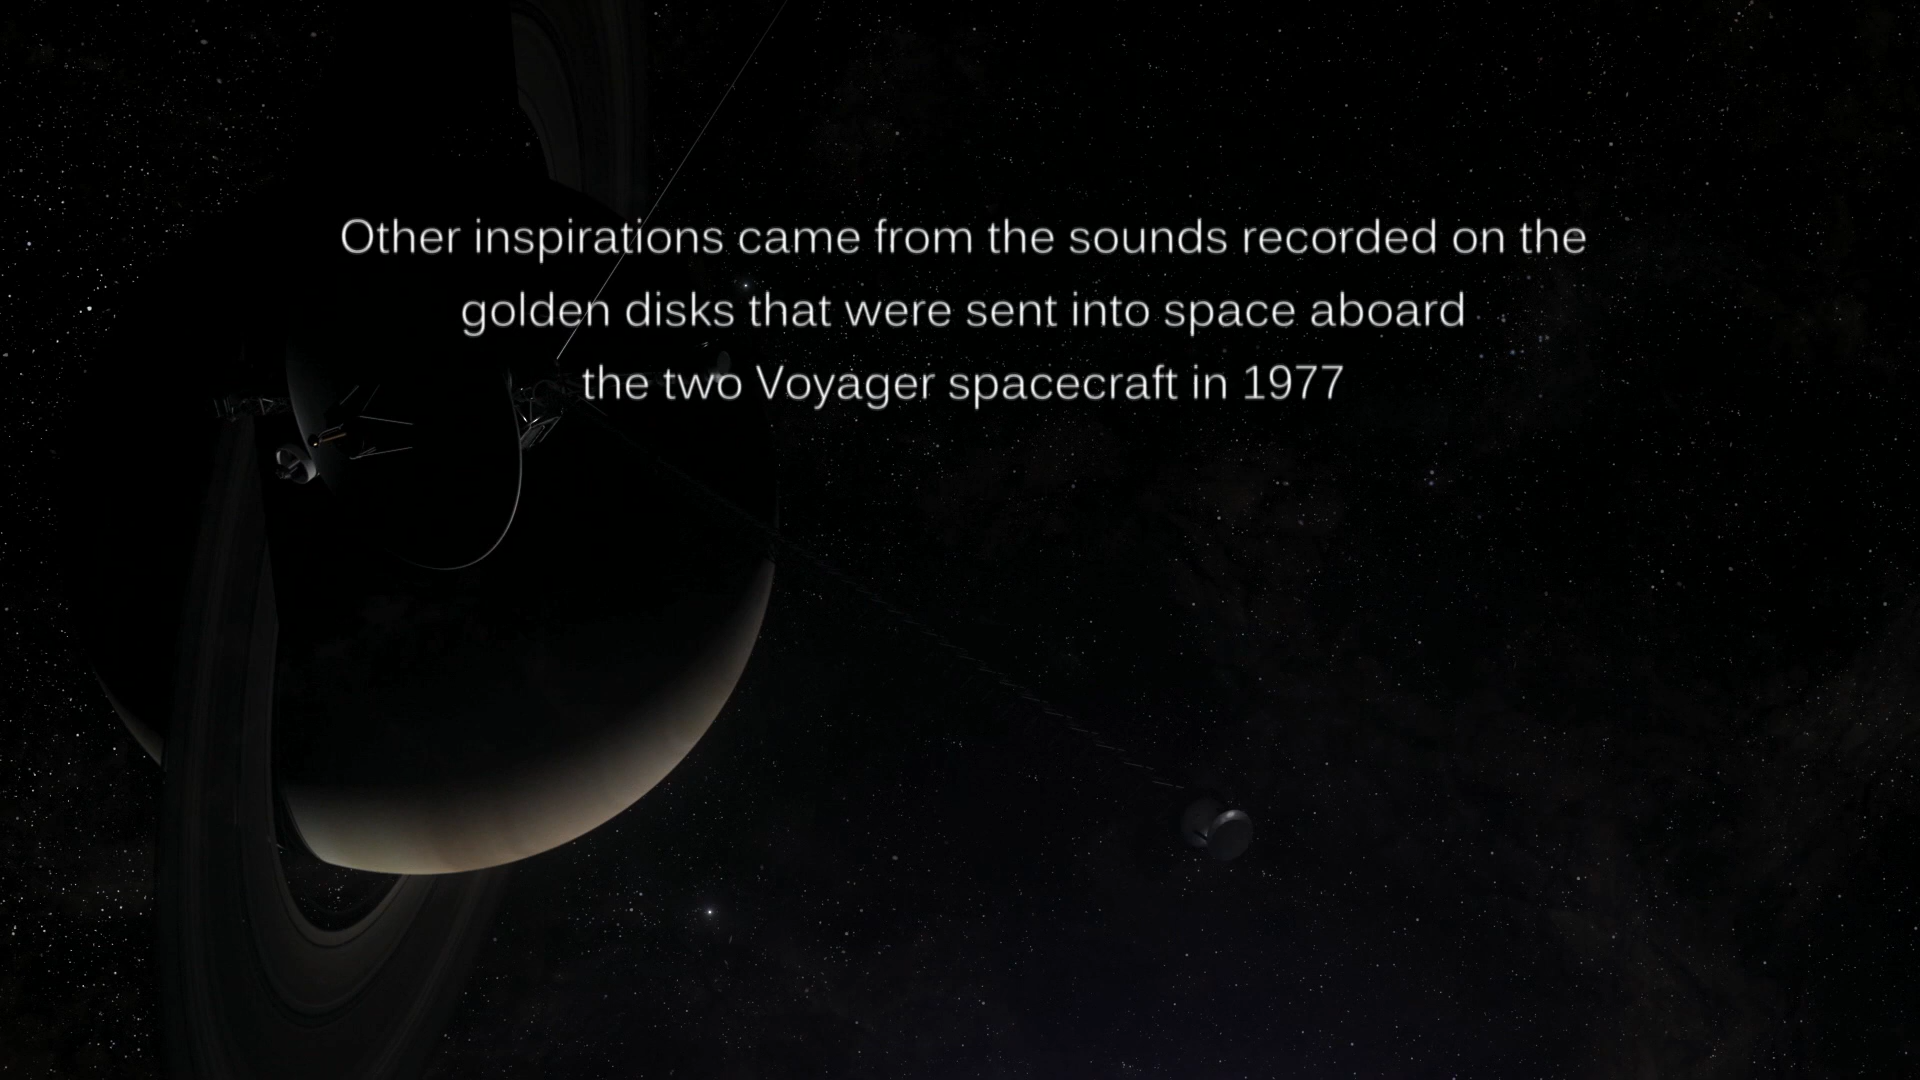 Other inspirations came from the sounds recorded on the
golden disks that were sent into space aboard
the two Voyager spacecraft in 1977